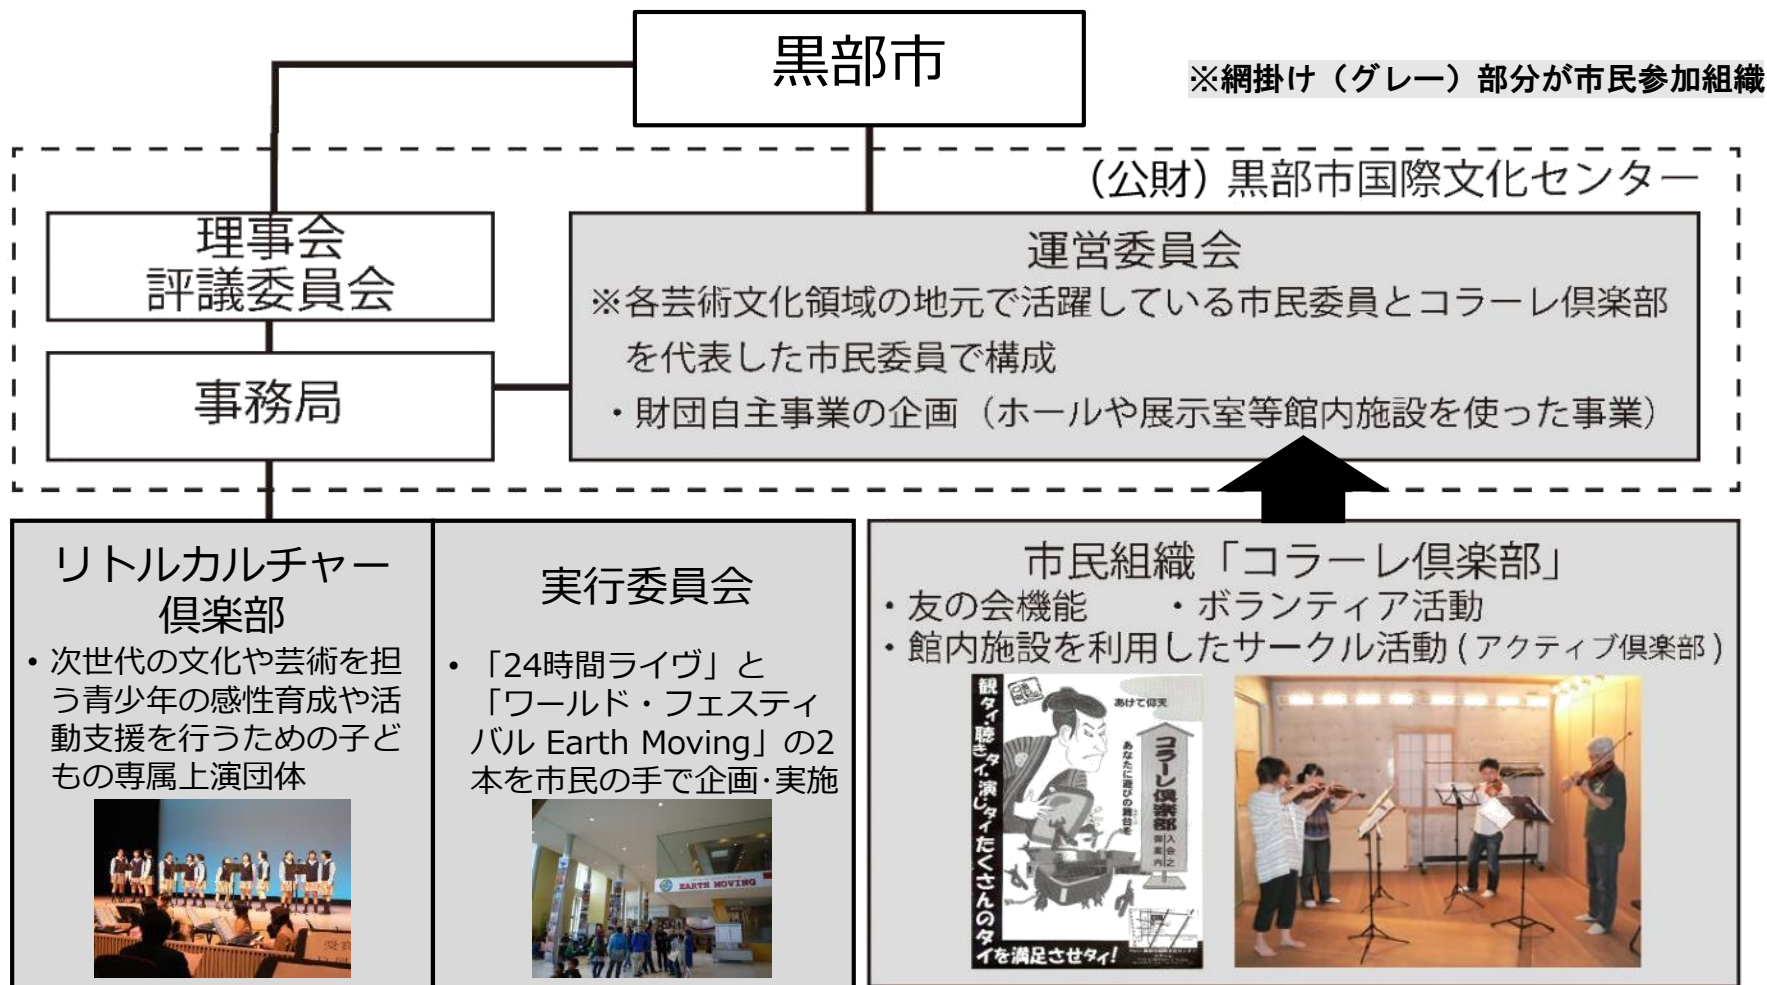 黒部市
※網掛け（グレー）部分が市民参加組織
（公財）黒部市国際文化センター
理事会
評議委員会
事務局
運営委員会
※各芸術文化領域の地元で活躍している市民委員とコラーレ倶楽部
を代表した市民委員で構成
・財団自主事業の企画（ホールや展示室等館内施設を使った事業）
リトルカルチャー
倶楽部
• 次世代の文化や芸術を担
う青少年の感性育成や活
動支援を行うための子ど
もの専属上演団体
実行委員会
• 「24時間ライヴ」と
「ワールド・フェスティ
バル Earth Moving」の2
本を市民の手で企画･実施
EARTH MOVING
市民組織「コラーレ倶楽部」
・友の会機能　　・ボランティア活動
・館内施設を利用したサークル活動（アクティブ倶楽部）
観タイ・聴きタイ・演じタイたくさんのタイを満足させタイ!
あけて仰天
コラーレ倶楽部
入会之
御案内
あなたに遊びの舞台を